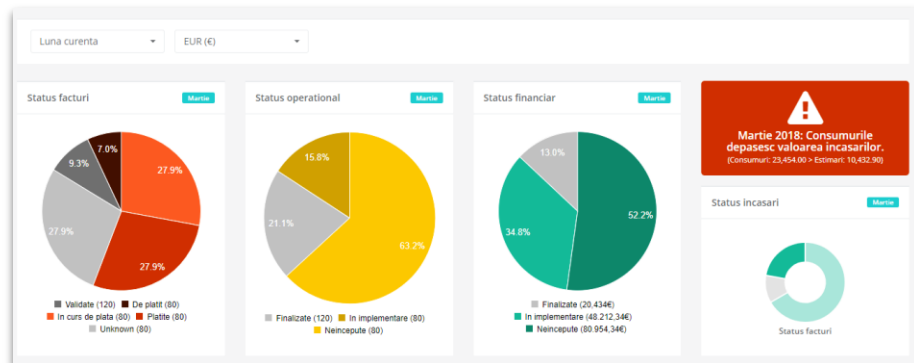 Luna curenta
EUR (€)
Status facturi
Martie
27.9%
27.9%
27.9%
9.3%
7.0%
Validate (120) De platit (80)
In curs de plata (80) Platite (80)
Unknown (80)
Status operational
Martie
15.8%
21.1%
63.2%
Finalizate (120) In implementare (80)
Neincepute (80)
Status financiar
Martie
13.0%
34.8%
52.2%
Finalizate (20,434€)
In implementare (48.212,34€)
Neincepute (80.954,34€)
Martie 2018: Consumurile
depasesc valoarea incasarilor.
(Consumuri: 23,454.00 > Estimari: 10,432.90)
Status incasari
Martie
Status facturi